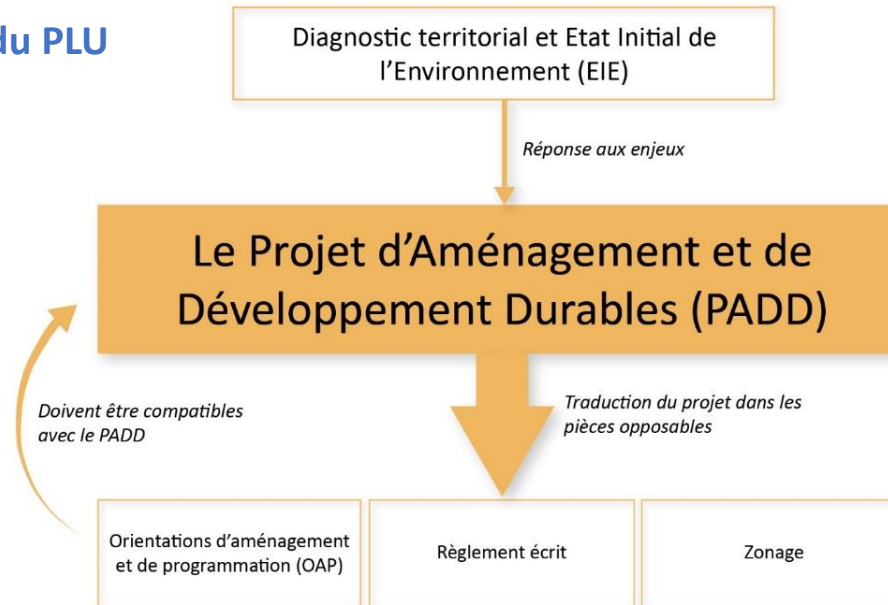 du PLU
Diagnostic territorial et Etat Initial de
l’Environnement (EIE)
Réponse aux enjeux
Le Projet d’Aménagement et de
Développement Durables (PADD)
Doivent être compatibles
avec le PADD
Traduction du projet dans les
pièces opposables
Orientations d’aménagement
et de programmation (OAP)
Règlement écrit
Zonage